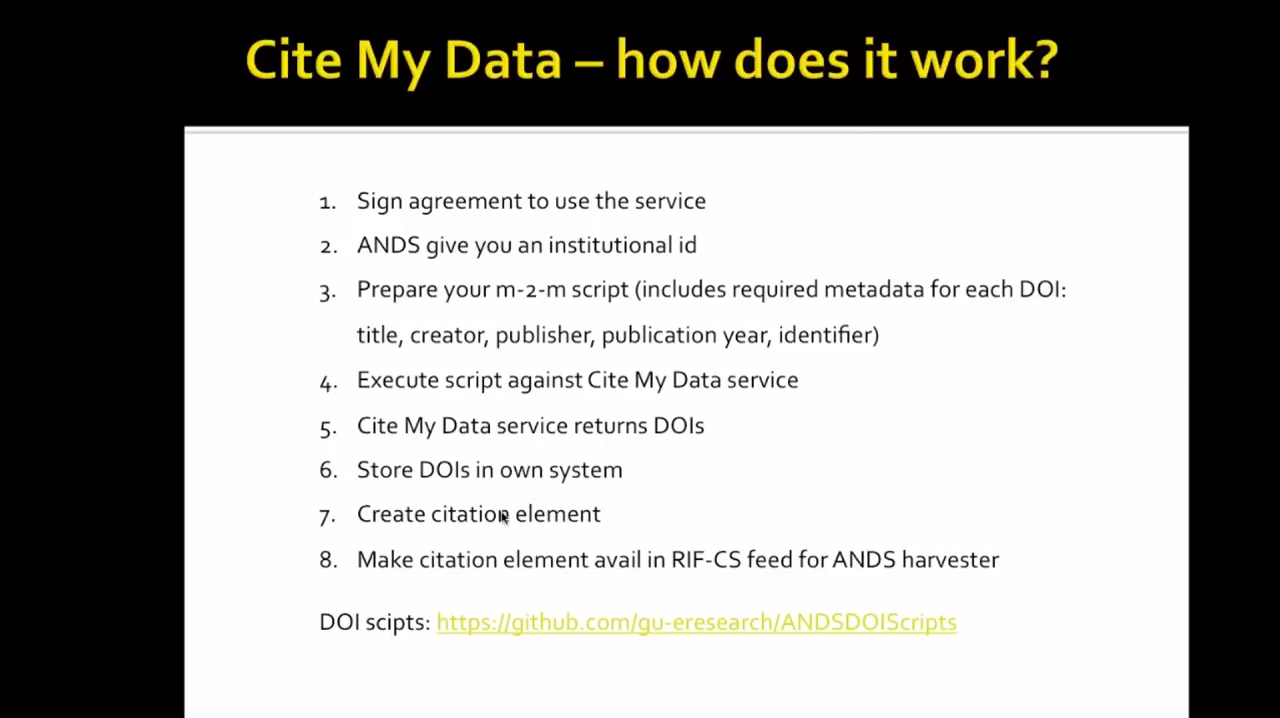 Cite My Data – how does it work?
1. Sign agreement to use the service
2. ANDS give you an institutional id
3. Prepare your m-2-m script (includes required metadata for each DOI:
title, creator, publisher, publication year, identifier)
4. Execute script against Cite My Data service
5. Cite My Data service returns DOIs
6. Store DOIs in own system
7. Create citation element
8. Make citation element avail in RIF-CS feed for ANDS harvester
DOI scipts: https://github.com/gu-eresearch/ANDSDOIScripts